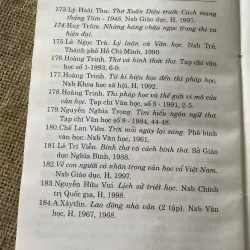 173.Lý Hoài Thu. Thơ Xuân Diệu trước Cách mạng
tháng Tám - 1945. Nxb Giáo dục, H, 1997.
174.Huy Trâm. Những hàng châu ngọc trong thi ca
hiện đại.
175.Lê Ngọc Trà. Lý luận và Văn học. Nxb Trẻ,
Thành phố Hồ Chí Minh, 1990
176.Hoàng Trinh. Thơ và hình thức thơ. Tạp chí văn
học số 1-1993, 6-9.
177.Hoàng Trinh. Từ kí hiệu học đến thi pháp học.
Nxb Khoa học xã hội, H, 1992.
178.Hoàng Trinh. Thi pháp học và thế giới vi mô của
văn học. Tạp chí văn học, số 5 - 1991, 2-5.
179.Nguyễn Nghĩa Trọng. Tìm hiểu ngôn ngữ thơ.
Tạp chí Văn học số 8 - 1984, 44-48.
180.Chế Lan Viên. Trời mỗi ngày lại sáng. Phê bình
văn học. Nxb Văn học, 1961.
181.Lê Trí Viễn. Bình thơ và cách bình thơ. Sở Giáo
dục Nghĩa Bình, 1988.
182.Về con người cá nhân trong văn học cổ Việt Nam.
Nxb Giáo dục, H, 1997.
183.Nguyễn Hữu Vui. Lịch sử triết học. Nxb Chính
trị Quốc gia, H, 1998.
184.A.Xâytlin. Lao động nhà văn (2 tập). Nxb Văn
học, H, 1967, 1968.